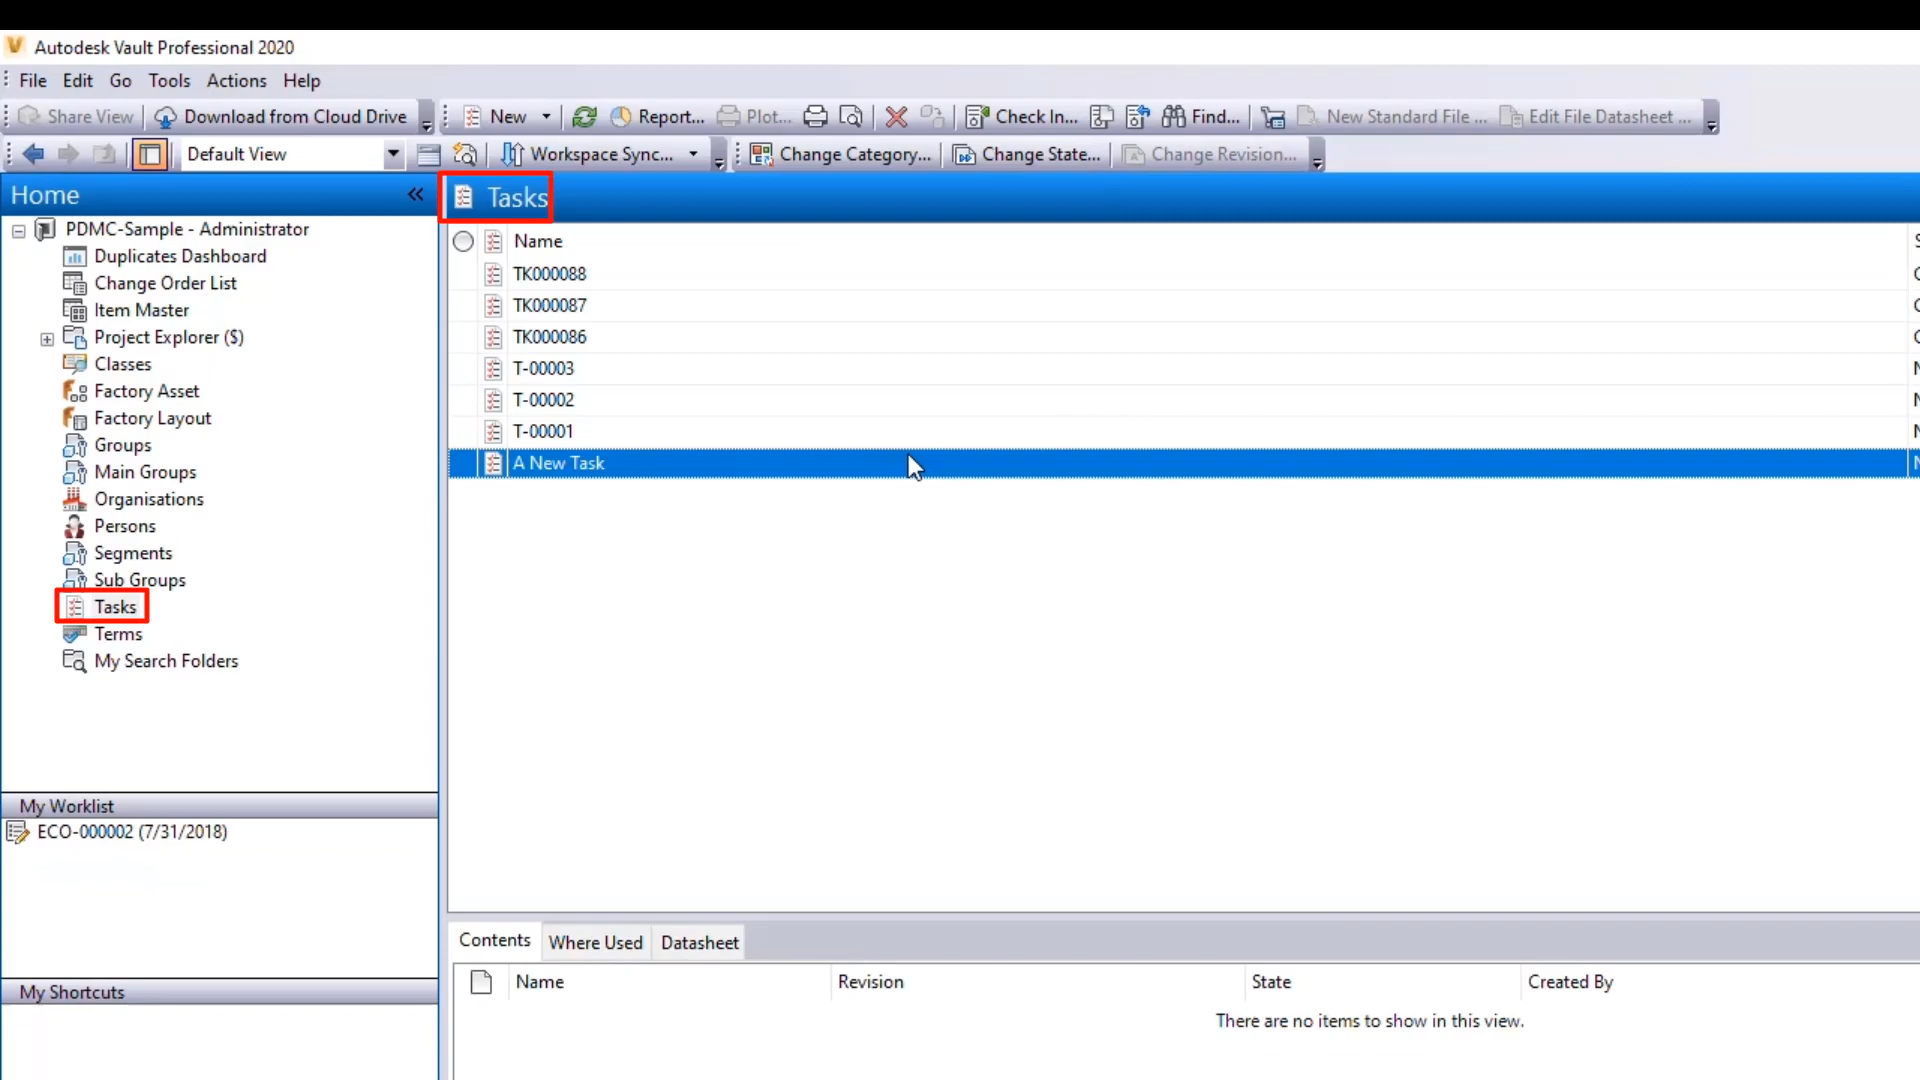 Autodesk Vault Professional 2020
File Edit Go Tools Actions Help
Share View Download from Cloud Drive New Report... Plot... Check In... Find... New Standard File ... Edit File Datasheet ...
Default View Workspace Sync... Change Category... Change State... Change Revision...
Home
PDMC-Sample - Administrator
Duplicates Dashboard
Change Order List
Item Master
Project Explorer ($)
Classes
Factory Asset
Factory Layout
Groups
Main Groups
Organisations
Persons
Segments
Sub Groups
Tasks
Terms
My Search Folders
My Worklist
ECO-000002 (7/31/2018)
My Shortcuts
Tasks
Name
TK000088
TK000087
TK000086
T-00003
T-00002
T-00001
A New Task
Contents Where Used Datasheet
Name Revision State Created By
There are no items to show in this view.